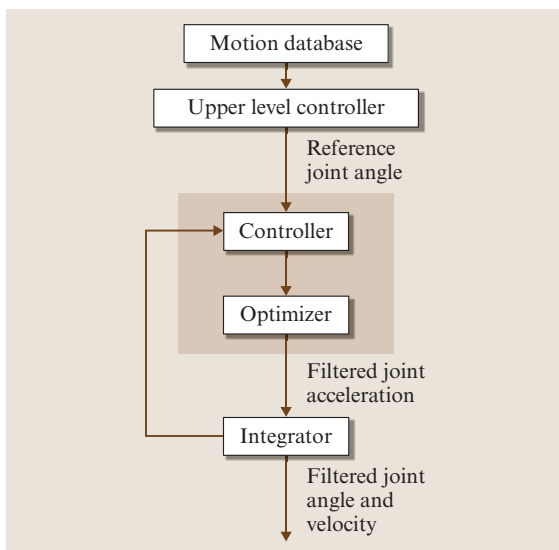 Motion database
Upper level controller
Reference
joint angle
Controller
Optimizer
Filtered joint
acceleration
Integrator
Filtered joint
angle and
velocity